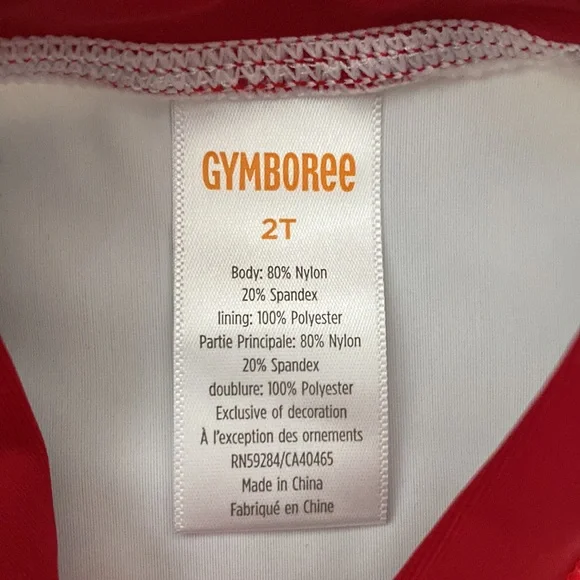 GYMBORee
2T
Body: 80% Nylon
20% Spandex
lining: 100% Polyester
Partie Principale: 80% Nylon
20% Spandex
doublure: 100% Polyester
Exclusive of decoration
À l'exception des ornements
RN59284/CA40465
Made in China
Fabriqué en Chine